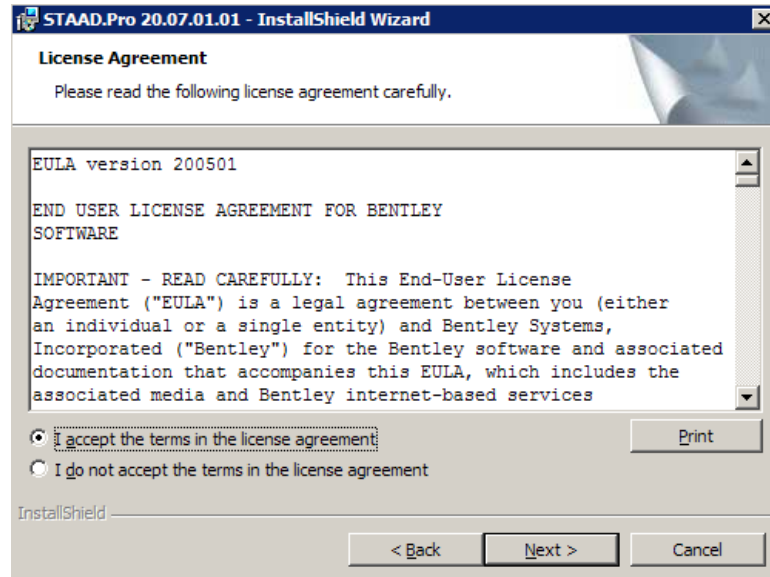 STAAD.Pro 20.07.01.01 - InstallShield Wizard
License Agreement
Please read the following license agreement carefully.
EULA version 200501
END USER LICENSE AGREEMENT FOR BENTLEY
SOFTWARE
IMPORTANT - READ CAREFULLY: This End-User License
Agreement ("EULA") is a legal agreement between you (either
an individual or a single entity) and Bentley Systems,
Incorporated ("Bentley") for the Bentley software and associated
documentation that accompanies this EULA, which includes the
associated media and Bentley internet-based services
I accept the terms in the license agreement
Print
I do not accept the terms in the license agreement
InstallShield
< Back
Next >
Cancel